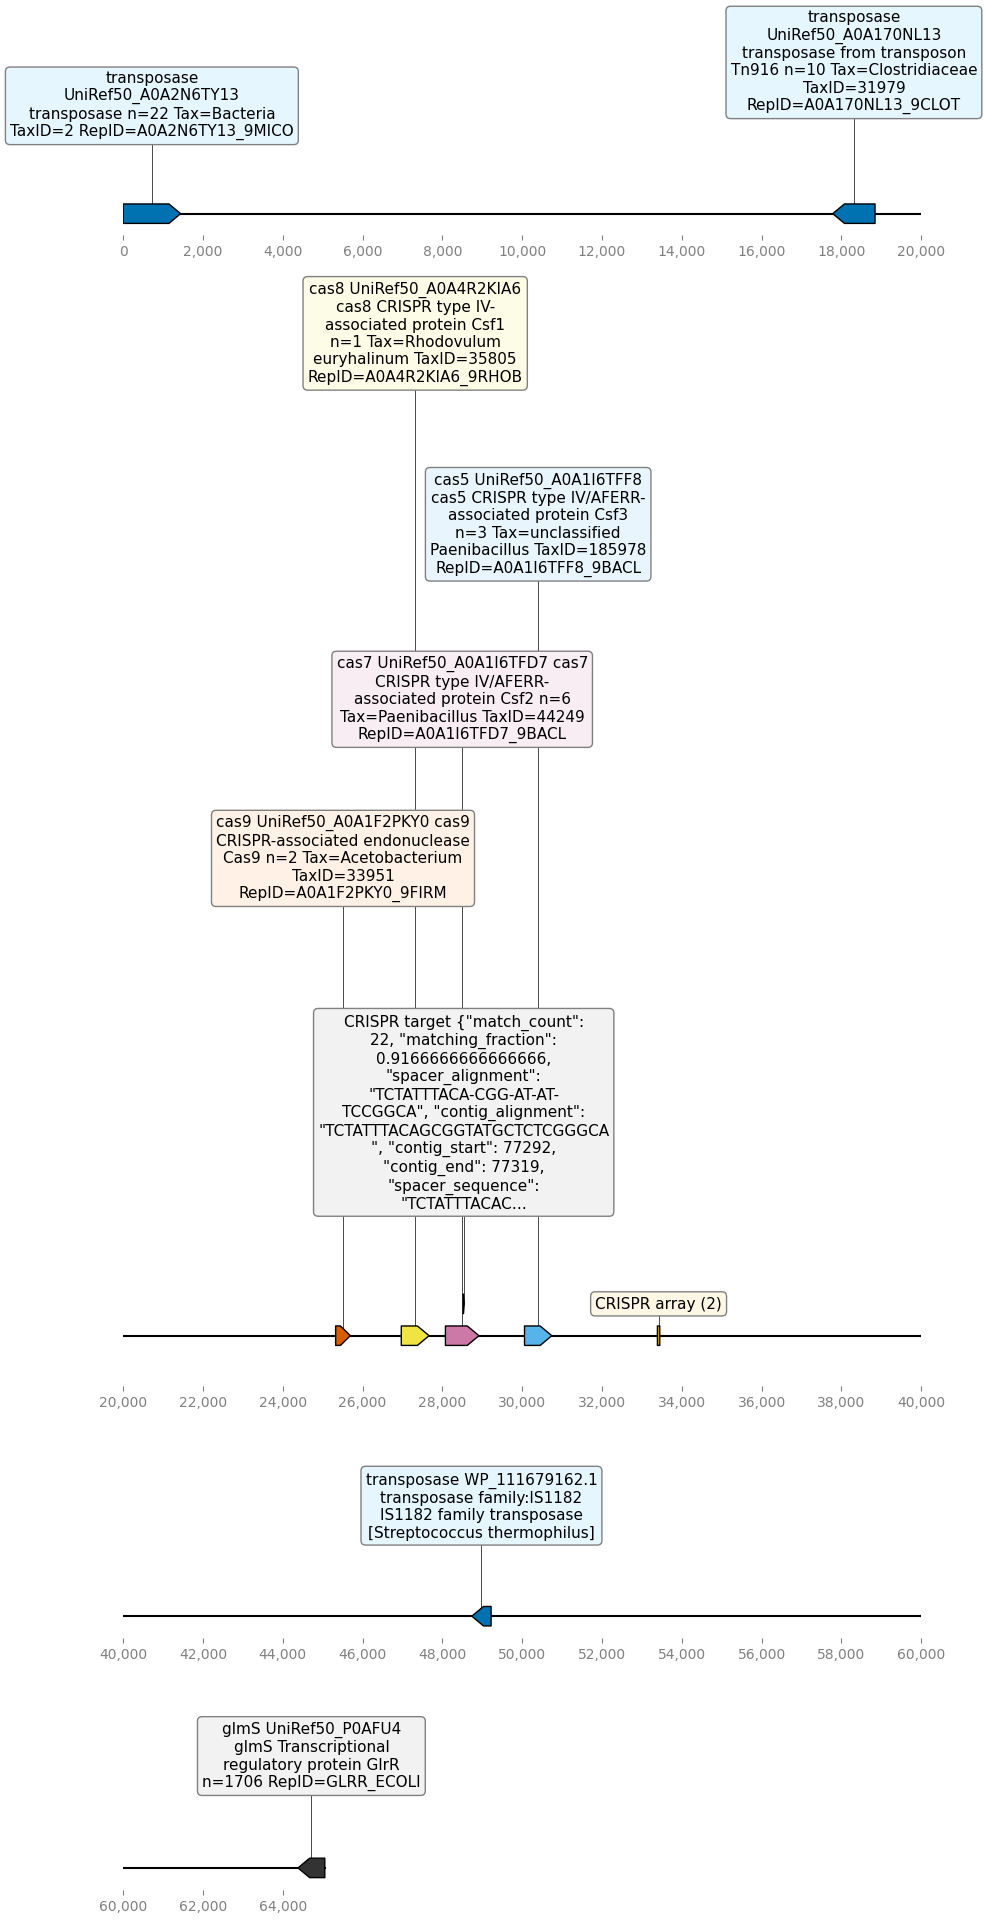 transposase
UniRef50_A0A170NL13
transposase from transposon
Tn916 n=10 Tax=Clostridiaceae
TaxID=31979
RepID=A0A170NL13_9CLOT
transposase
UniRef50_A0A2N6TY13
transposase n=22 Tax=Bacteria
TaxID=2 RepID=A0A2N6TY13_9MICO
0 2,000 4,000 6,000 8,000 10,000 12,000 14,000 16,000 18,000 20,000
cas8 UniRef50_A0A4R2KIA6
cas8 CRISPR type IV-
associated protein Csf1
n=1 Tax=Rhodovulum
euryhalinum TaxID=35805
RepID=A0A4R2KIA6_9RHOB
cas5 UniRef50_A0A1I6TFF8
cas5 CRISPR type IV/AFERR-
associated protein Csf3
n=3 Tax=unclassified
Paenibacillus TaxID=185978
RepID=A0A1I6TFF8_9BACL
cas7 UniRef50_A0A1I6TFD7 cas7
CRISPR type IV/AFERR-
associated protein Csf2 n=6
Tax=Paenibacillus TaxID=44249
RepID=A0A1I6TFD7_9BACL
cas9 UniRef50_A0A1F2PKY0 cas9
CRISPR-associated endonuclease
Cas9 n=2 Tax=Acetobacterium
TaxID=33951
RepID=A0A1F2PKY0_9FIRM
CRISPR target {"match_count":
22, "matching_fraction":
0.9166666666666666,
"spacer_alignment":
"TCTATTTACA-CGG-AT-AT-
TCCGGCA", "contig_alignment":
"TCTATTTACAGCGGTATGCTCTCGGGCA
", "contig_start": 77292,
"contig_end": 77319,
"spacer_sequence":
"TCTATTTACAC...
CRISPR array (2)
20,000 22,000 24,000 26,000 28,000 30,000 32,000 34,000 36,000 38,000 40,000
transposase WP_111679162.1
transposase family:IS1182
IS1182 family transposase
[Streptococcus thermophilus]
40,000 42,000 44,000 46,000 48,000 50,000 52,000 54,000 56,000 58,000 60,000
glmS UniRef50_P0AFU4
glmS Transcriptional
regulatory protein GlrR
n=1706 RepID=GLRR_ECOLI
60,000 62,000 64,000